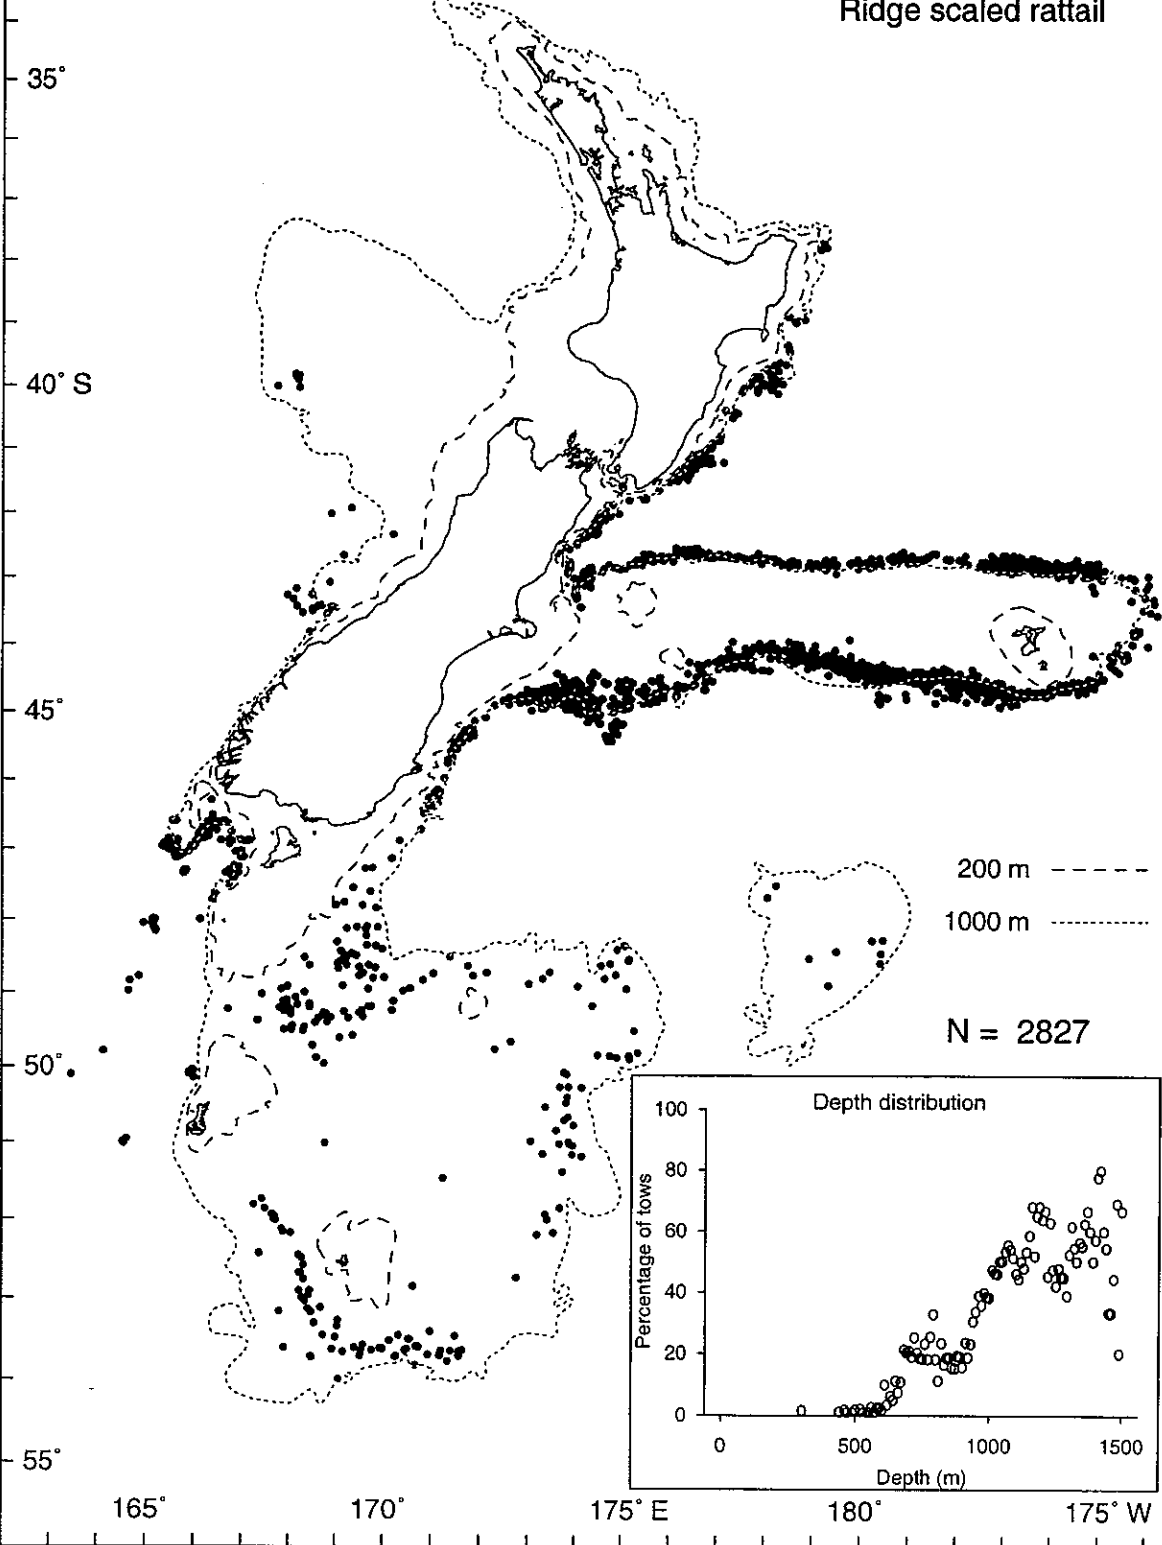 Ridge scaled rattail
35°
40° S
45°
50°
55°
200 m
1000 m
N = 2827
Depth distribution
Percentage of tows
100
80
60
40
20
0
0 500 1000 1500
Depth (m)
165° 170° 175° E 180° 175° W